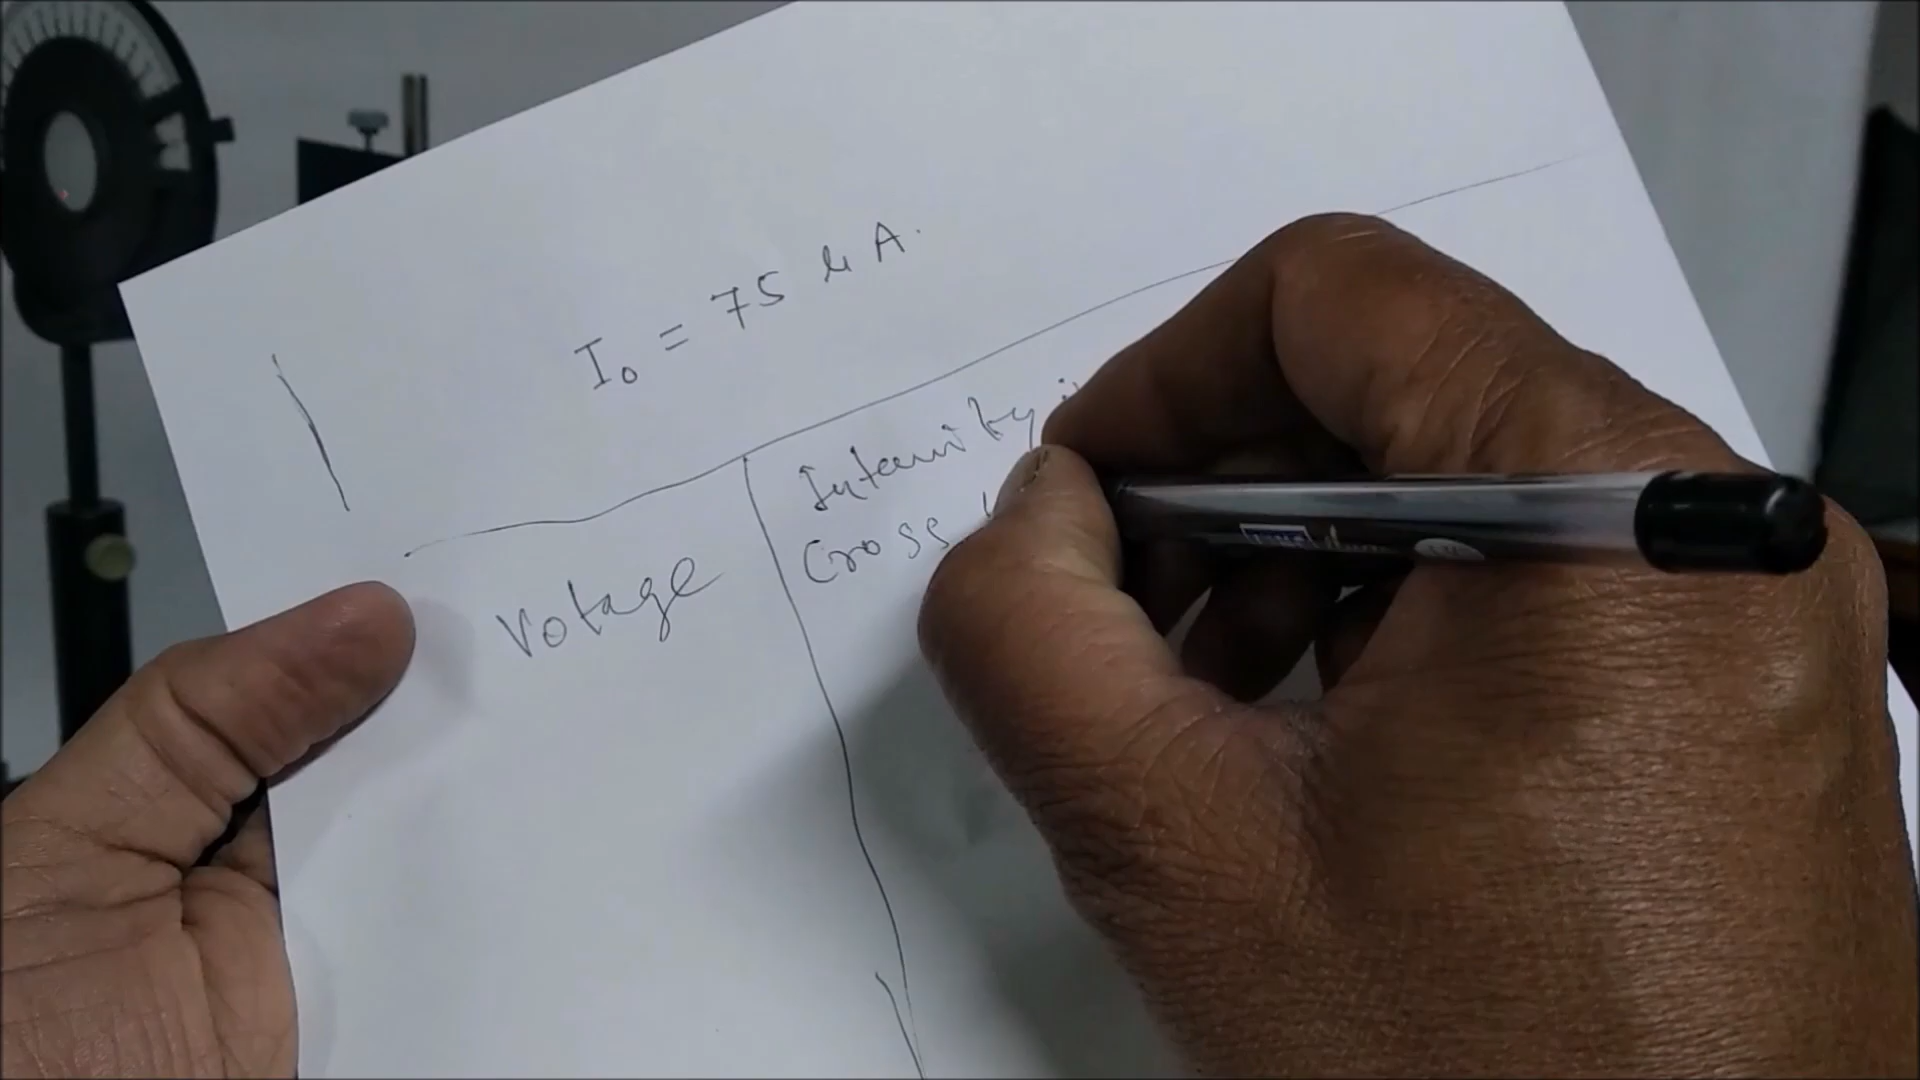 I₀ = 75 μA.
Votage
Intensity
Cross